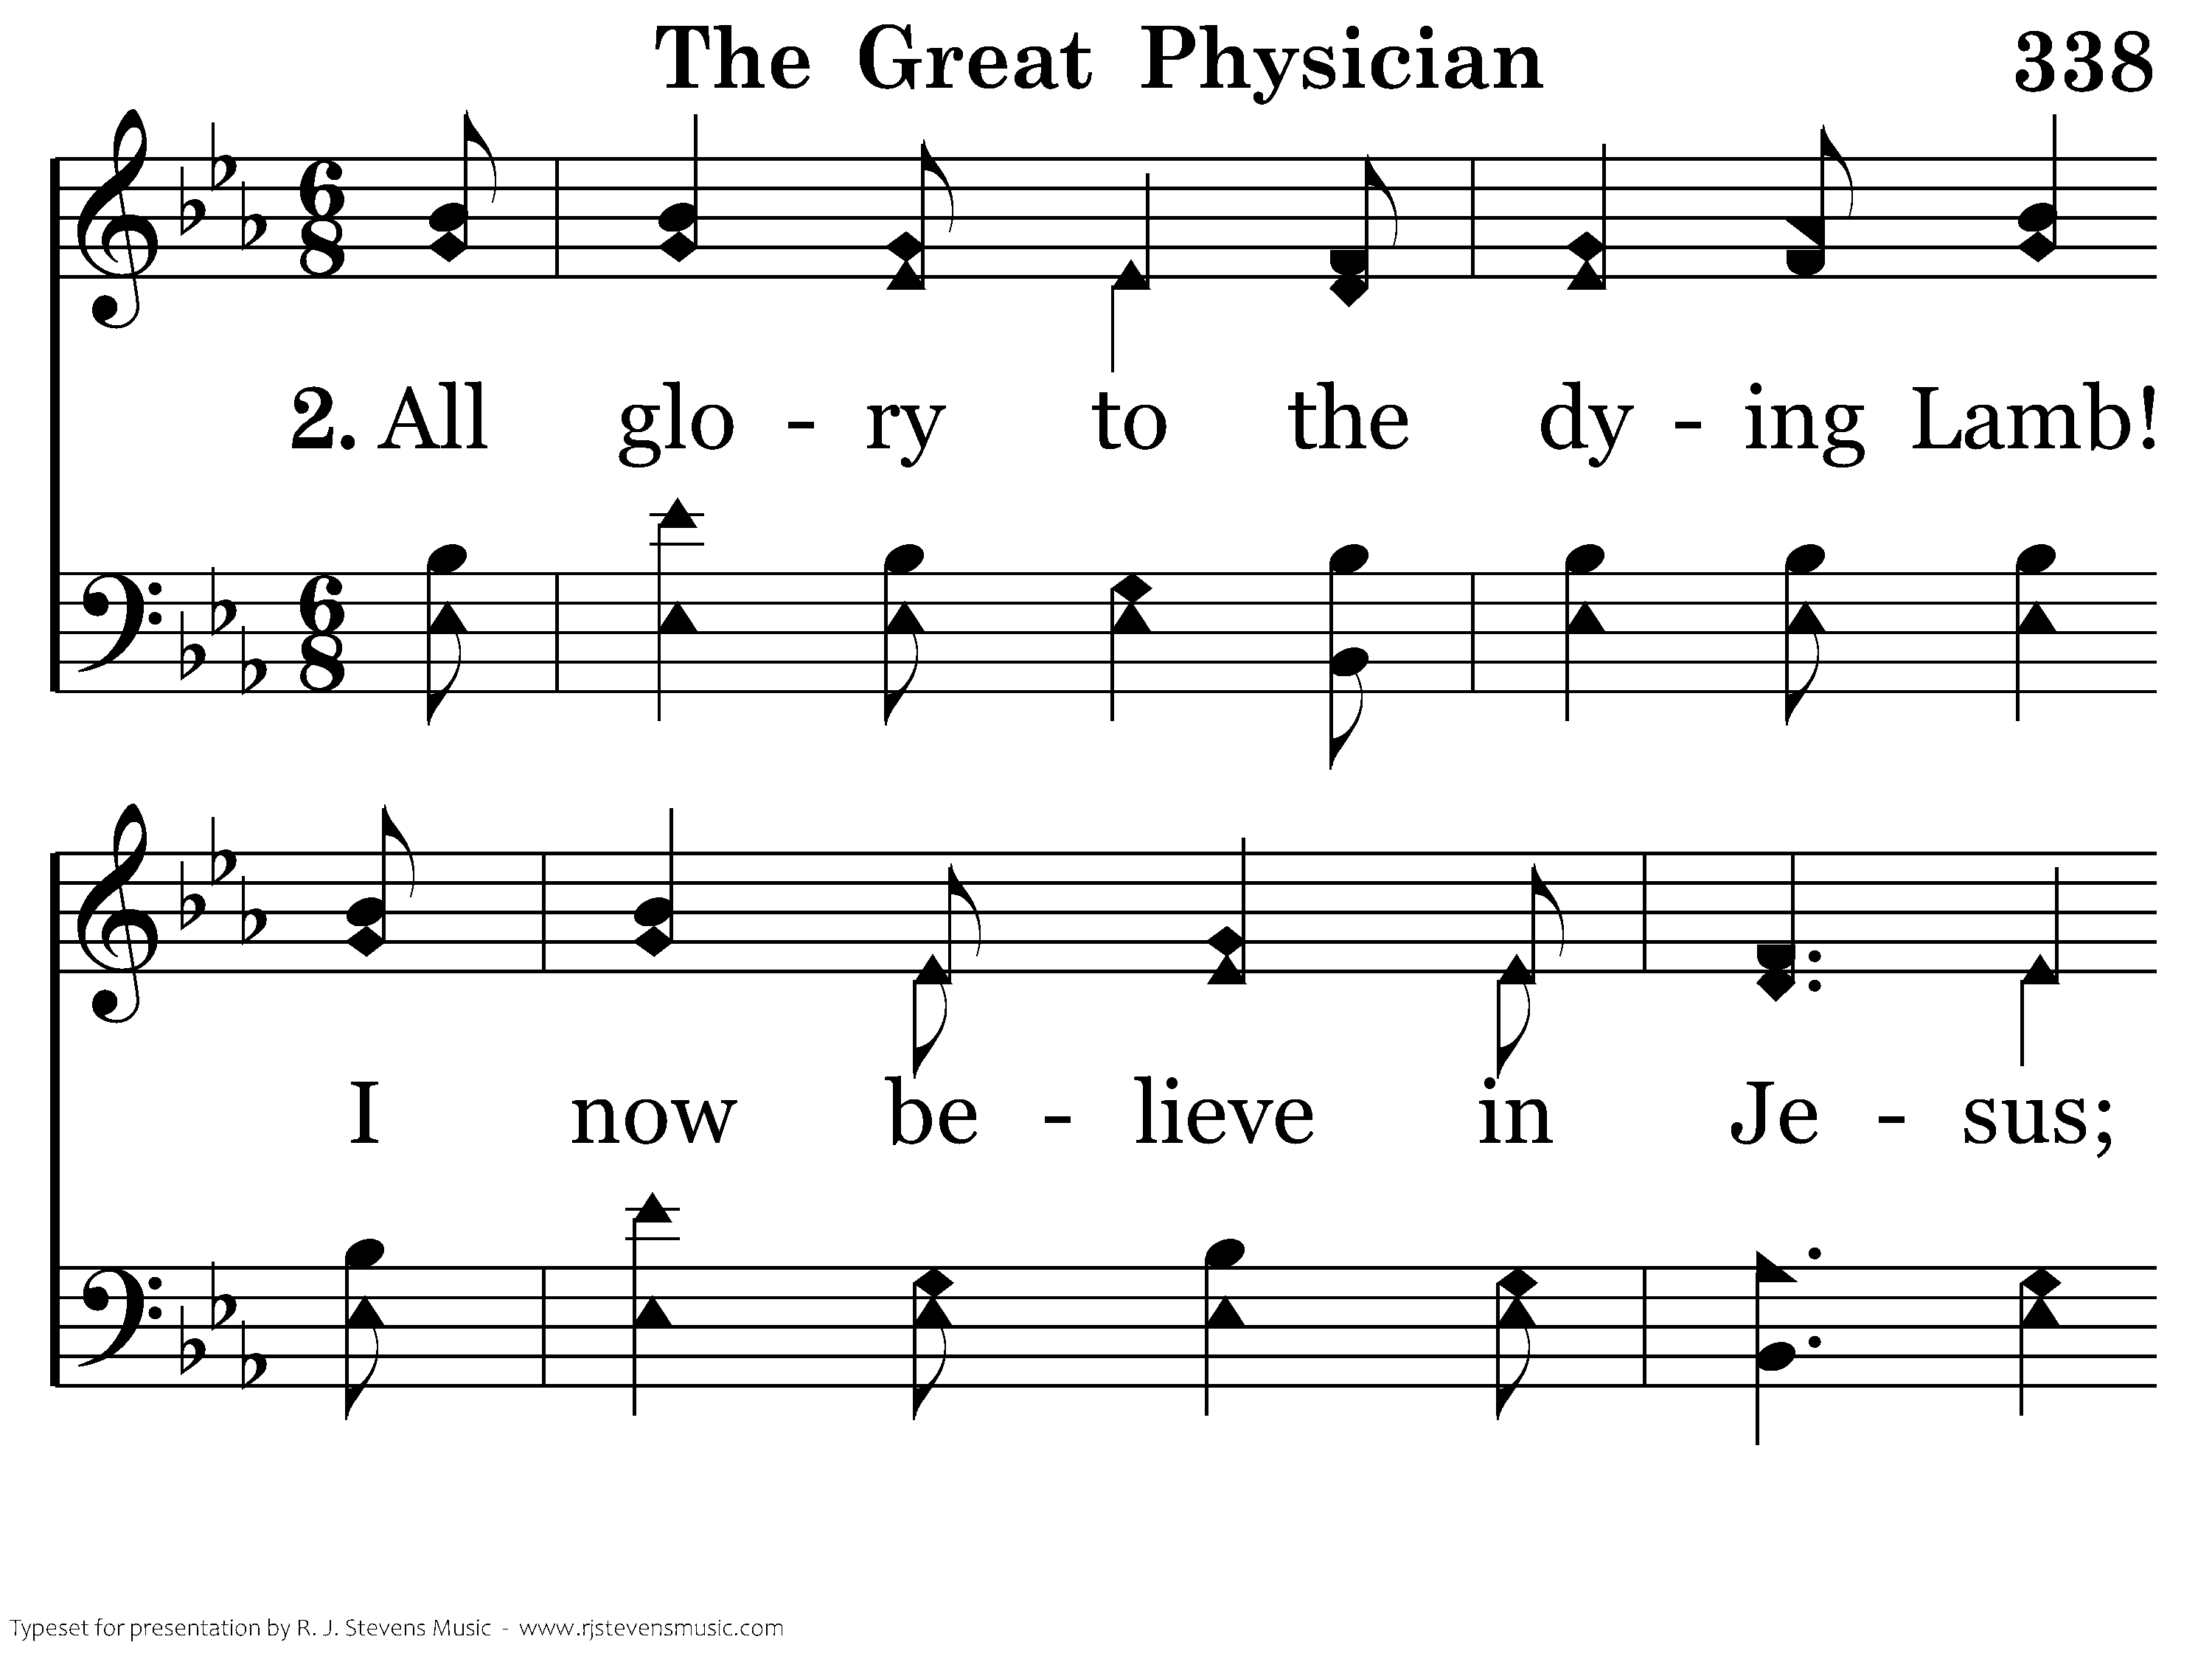 The Great Physician 338
2. All glo - ry to the dy - ing Lamb!
I now be - lieve in Je - sus;
Typeset for presentation by R. J. Stevens Music - www.rjstevensmusic.com